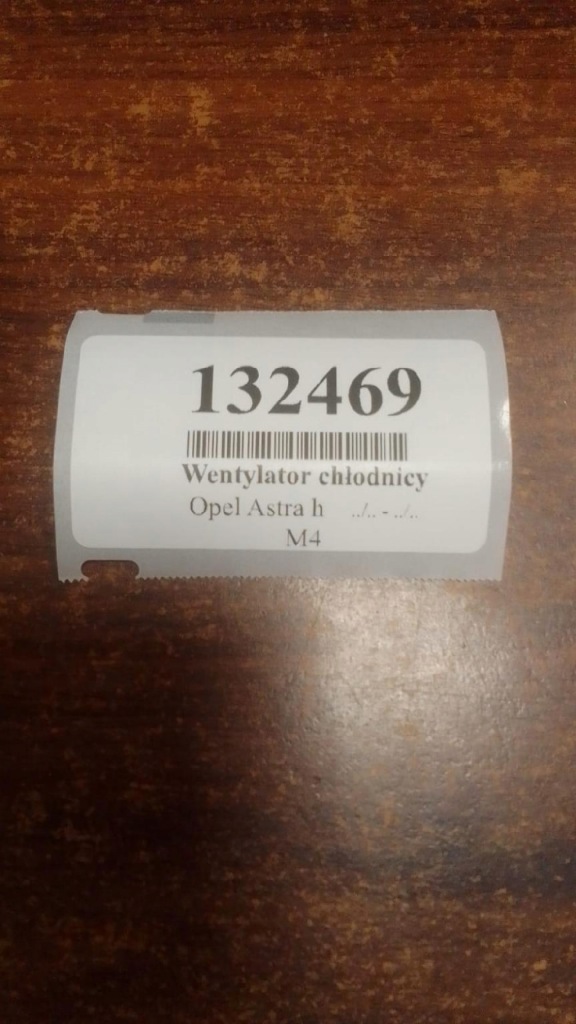 132469
Wentylator chłodnicy
Opel Astra h ../.. - ../..
M4